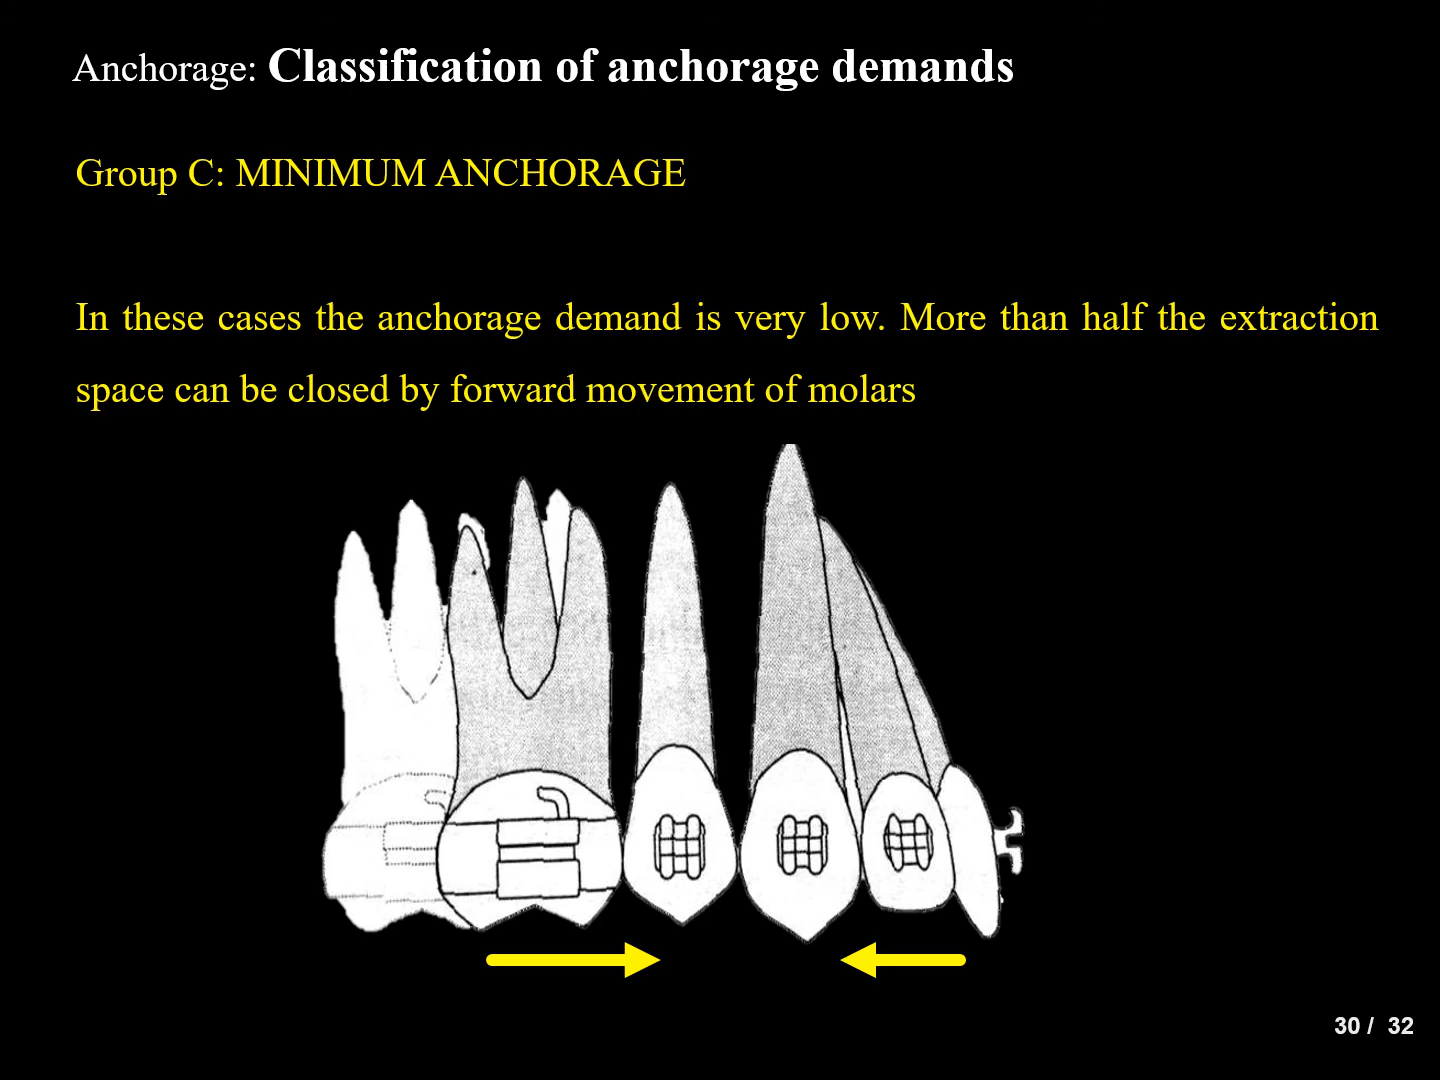 Anchorage: Classification of anchorage demands
Group C: MINIMUM ANCHORAGE
In these cases the anchorage demand is very low. More than half the extraction
space can be closed by forward movement of molars
30 / 32